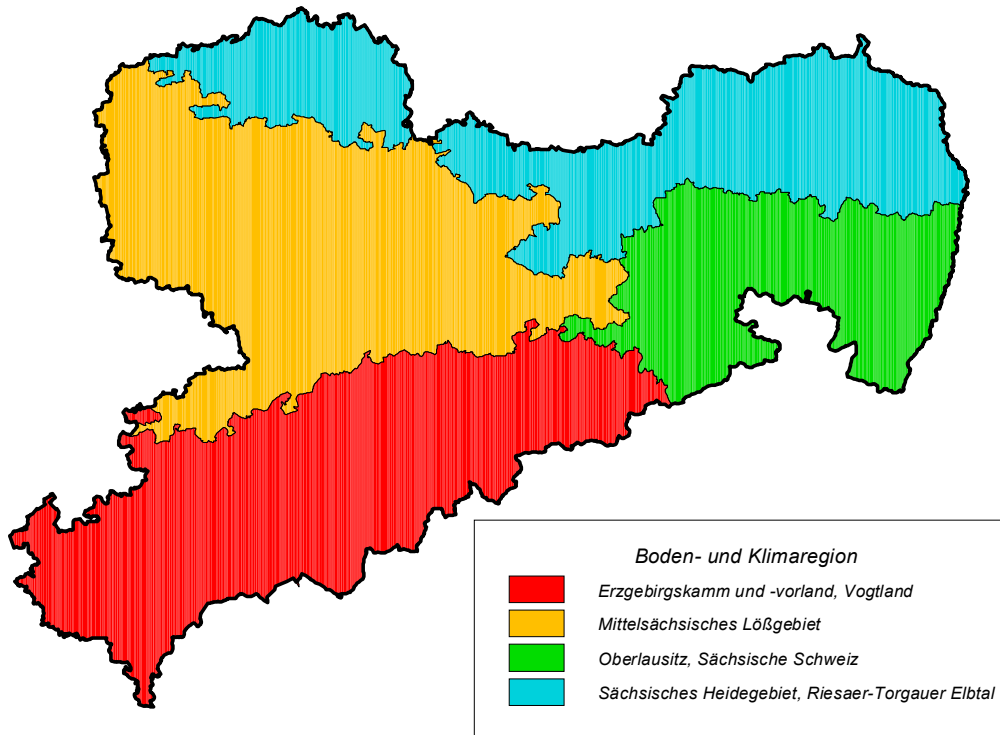 Boden- und Klimaregion
Erzgebirgskamm und -vorland, Vogtland
Mittelsächsisches Lößgebiet
Oberlausitz, Sächsische Schweiz
Sächsisches Heidegebiet, Riesaer-Torgauer Elbtal